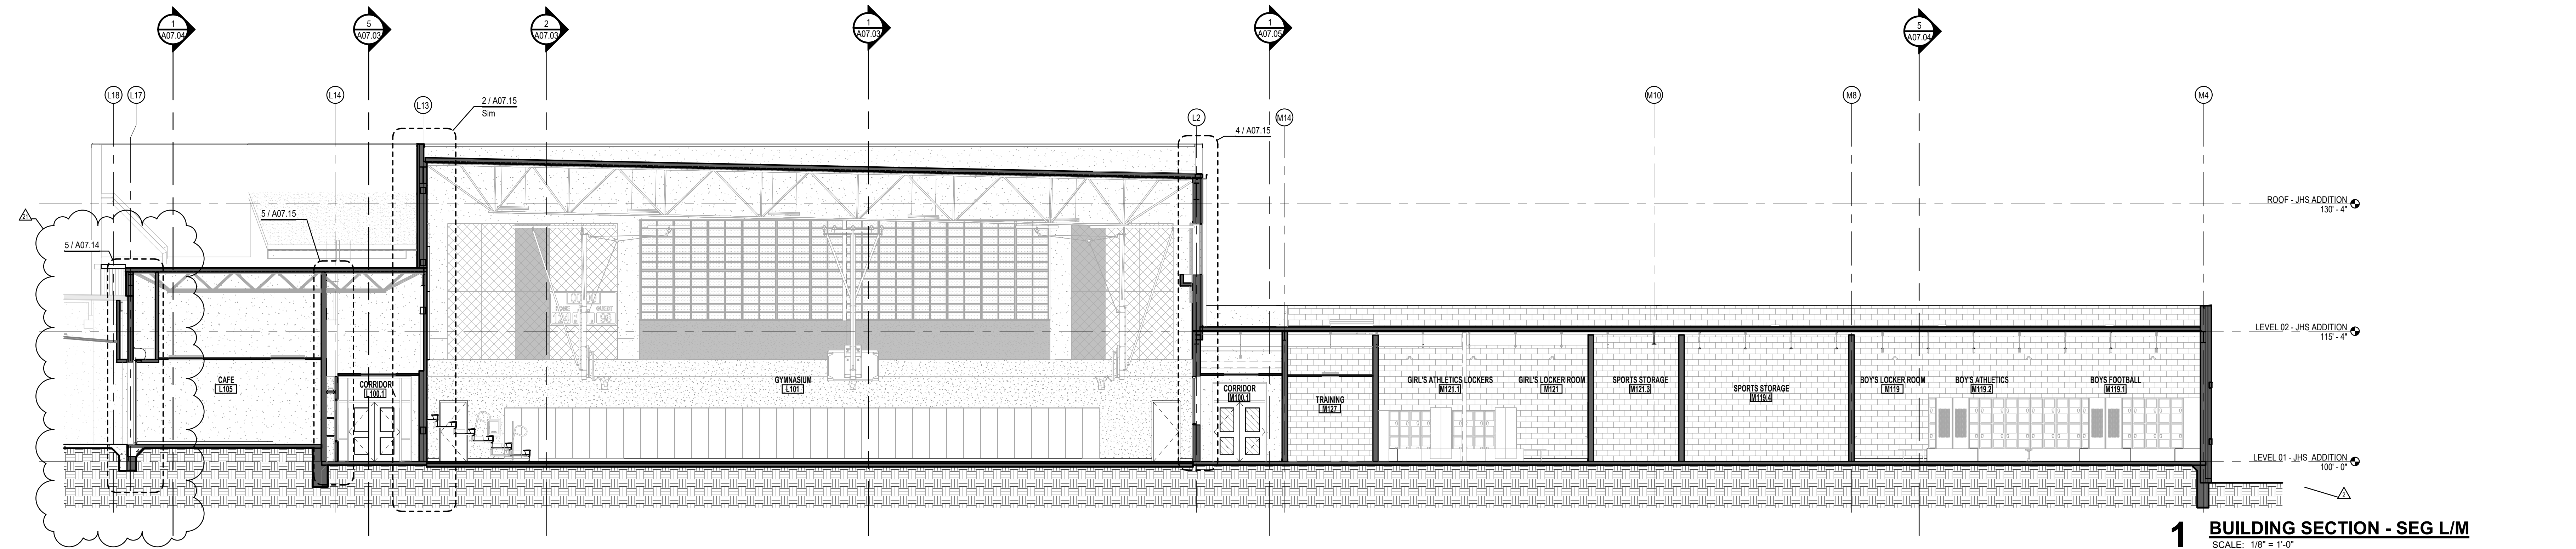 1
A07.04
5
A07.03
2
A07.03
1
A07.03
1
A07.05
5
A07.04
L18
L17
L14
L13
L2
M14
M10
M8
M4
2 / A07.15
Sim
4 / A07.15
5 / A07.15
5 / A07.14
ROOF - JHS ADDITION
130' - 4"
LEVEL 02 - JHS ADDITION
115' - 4"
LEVEL 01 - JHS ADDITION
100' - 0"
CAFE
L105
CORRIDOR
L100.1
GYMNASIUM
L101
CORRIDOR
M100.1
TRAINING
M127
GIRL'S ATHLETICS LOCKERS
M121.1
GIRL'S LOCKER ROOM
M121
SPORTS STORAGE
M121.3
SPORTS STORAGE
M119.4
BOY'S LOCKER ROOM
M119
BOY'S ATHLETICS
M119.2
BOYS FOOTBALL
M119.1
1 BUILDING SECTION - SEG L/M
SCALE: 1/8" = 1'-0"